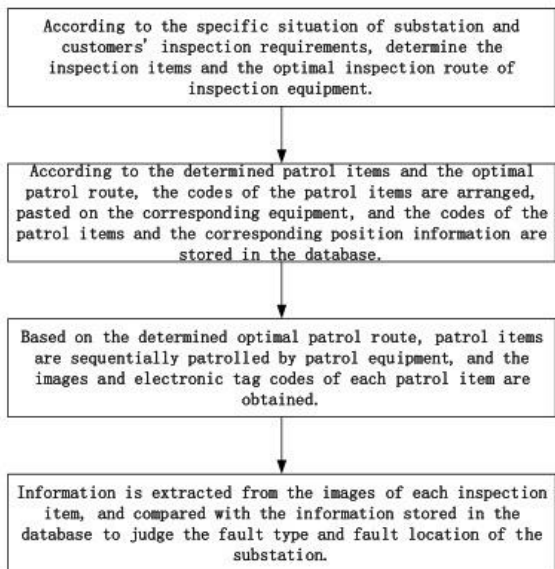 According to the specific situation of substation and
customers' inspection requirements, determine the
inspection items and the optimal inspection route of
inspection equipment.
According to the determined patrol items and the optimal
patrol route, the codes of the patrol items are arranged,
pasted on the corresponding equipment, and the codes of the
patrol items and the corresponding position information are
stored in the database.
Based on the determined optimal patrol route, patrol items
are sequentially patrolled by patrol equipment, and the
images and electronic tag codes of each patrol item are
obtained.
Information is extracted from the images of each inspection
item, and compared with the information stored in the
database to judge the fault type and fault location of
the substation.